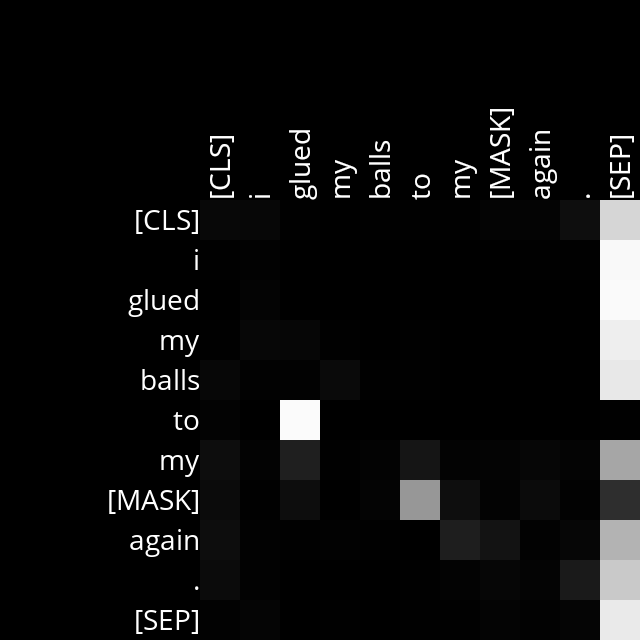 [CLS] i glued my balls to my [MASK] again . [SEP]
[CLS]
i
glued
my
balls
to
my
[MASK]
again
.
[SEP]